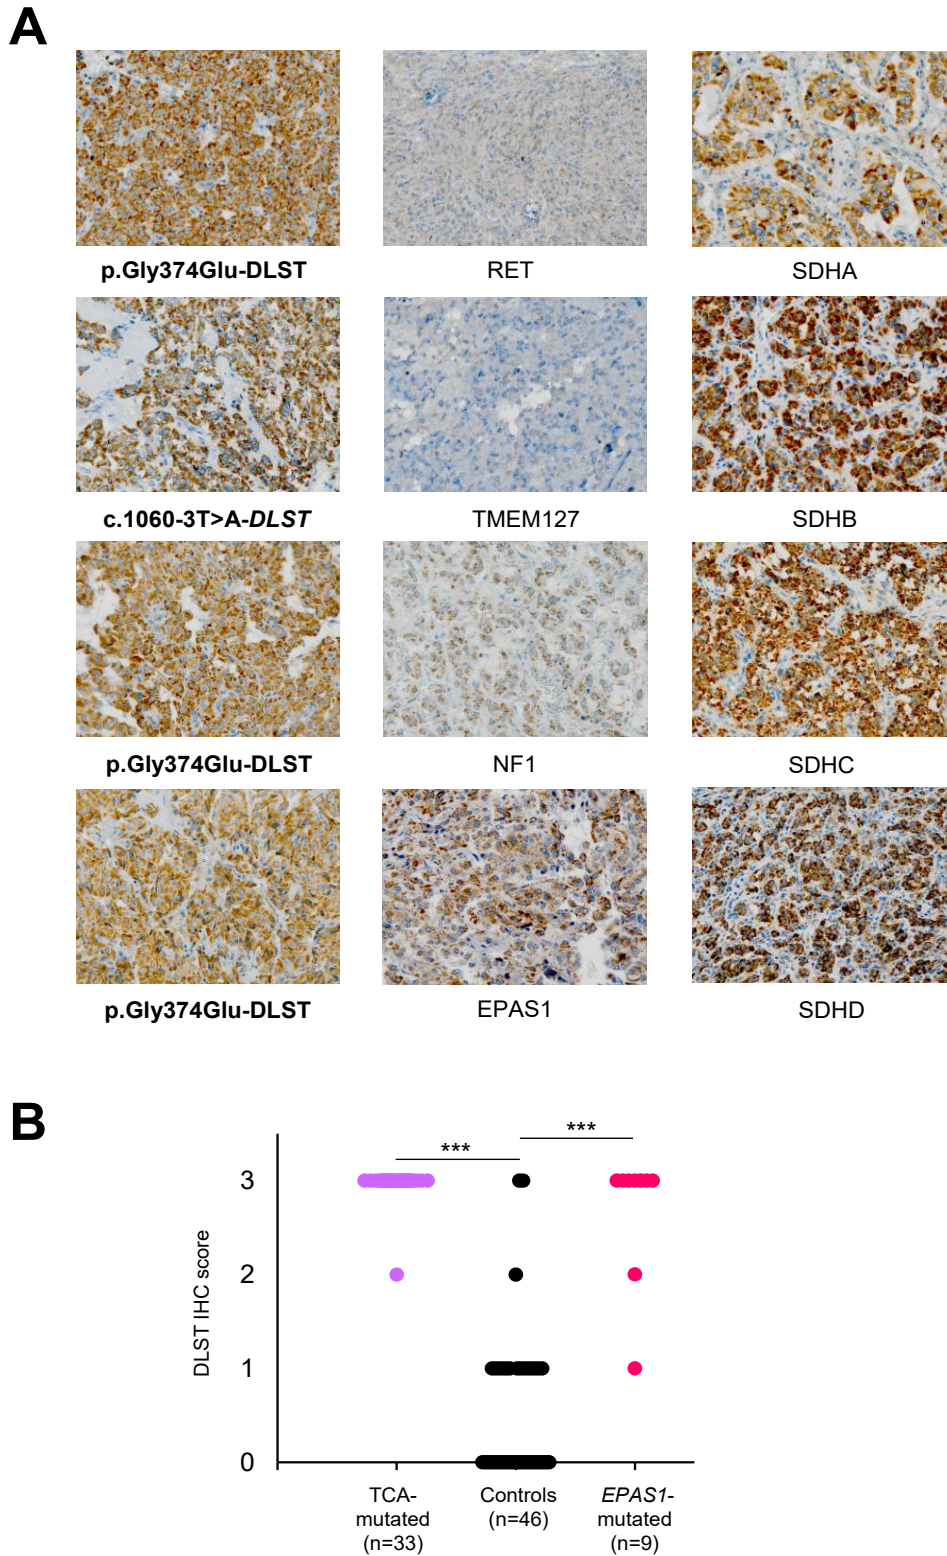 A
p.Gly374Glu-DLST RET SDHA
c.1060-3T>A-DLST TMEM127 SDHB
p.Gly374Glu-DLST NF1 SDHC
p.Gly374Glu-DLST EPAS1 SDHD
B
*** ***
DLST IHC score
3
2
1
0
TCA- Controls EPAS1-
mutated (n=46) mutated
(n=33) (n=9)